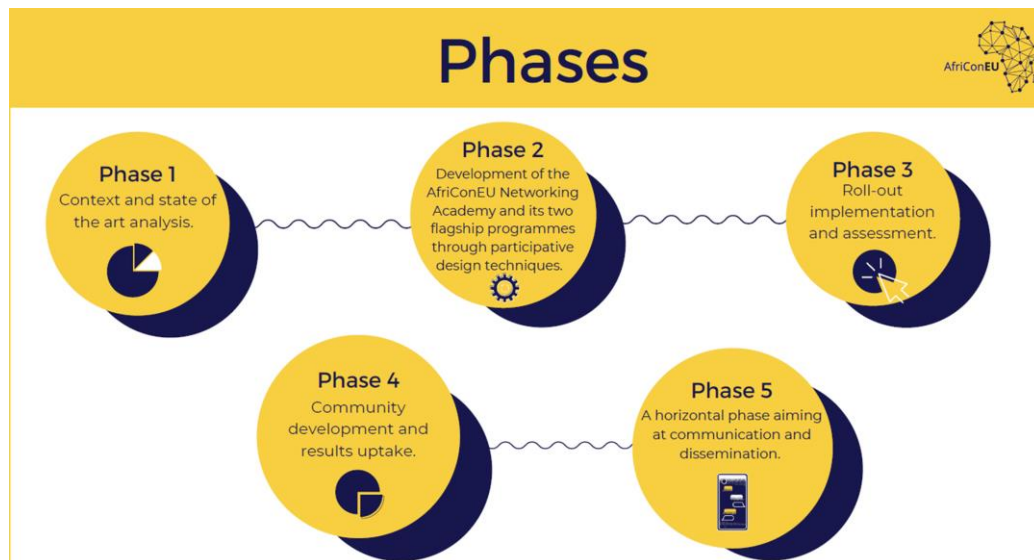 Phases
AfriConEU
Phase 1
Context and state of
the art analysis.
Phase 2
Development of the
AfriConEU Networking
Academy and its two
flagship programmes
through participative
design techniques.
Phase 3
Roll-out
implementation
and assessment.
Phase 4
Community
development and
results uptake.
Phase 5
A horizontal phase aiming
at communication and
dissemination.